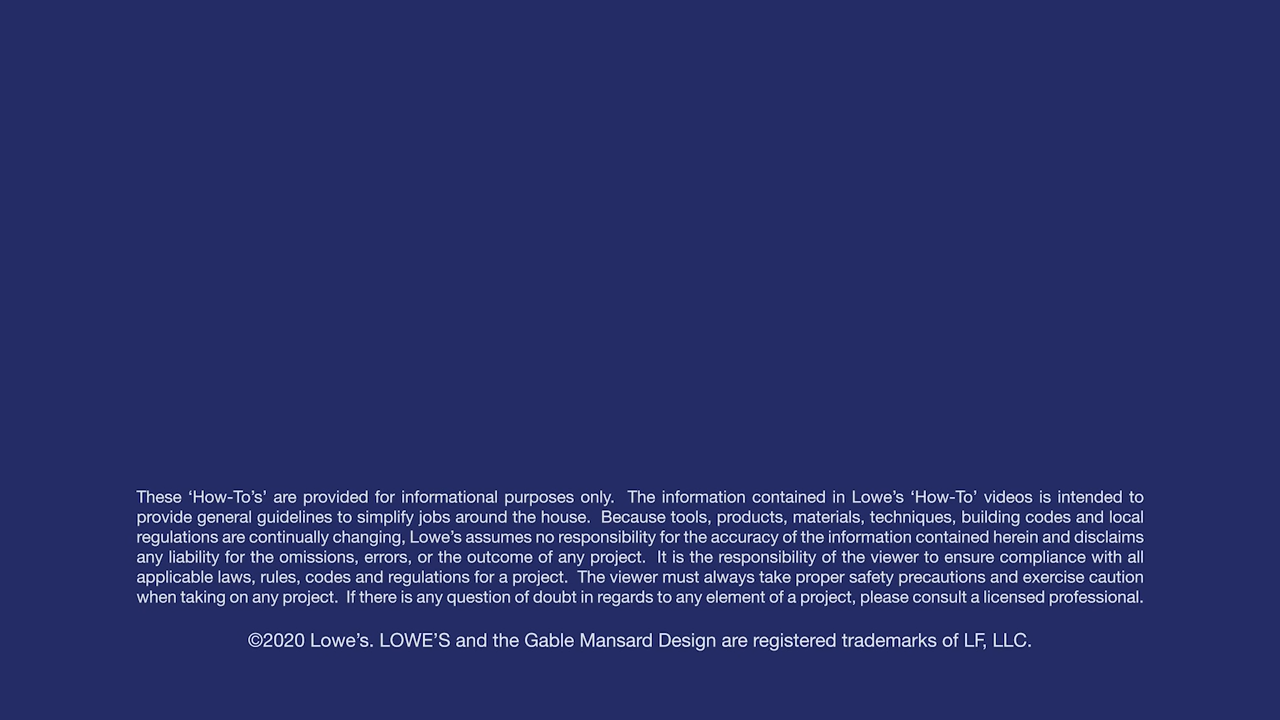 These ‘How-To’s’ are provided for informational purposes only.  The information contained in Lowe’s ‘How-To’ videos is intended to
provide general guidelines to simplify jobs around the house.  Because tools, products, materials, techniques, building codes and local
regulations are continually changing, Lowe’s assumes no responsibility for the accuracy of the information contained herein and disclaims
any liability for the omissions, errors, or the outcome of any project.  It is the responsibility of the viewer to ensure compliance with all
applicable laws, rules, codes and regulations for a project.  The viewer must always take proper safety precautions and exercise caution
when taking on any project.  If there is any question of doubt in regards to any element of a project, please consult a licensed professional.
©2020 Lowe’s. LOWE’S and the Gable Mansard Design are registered trademarks of LF, LLC.